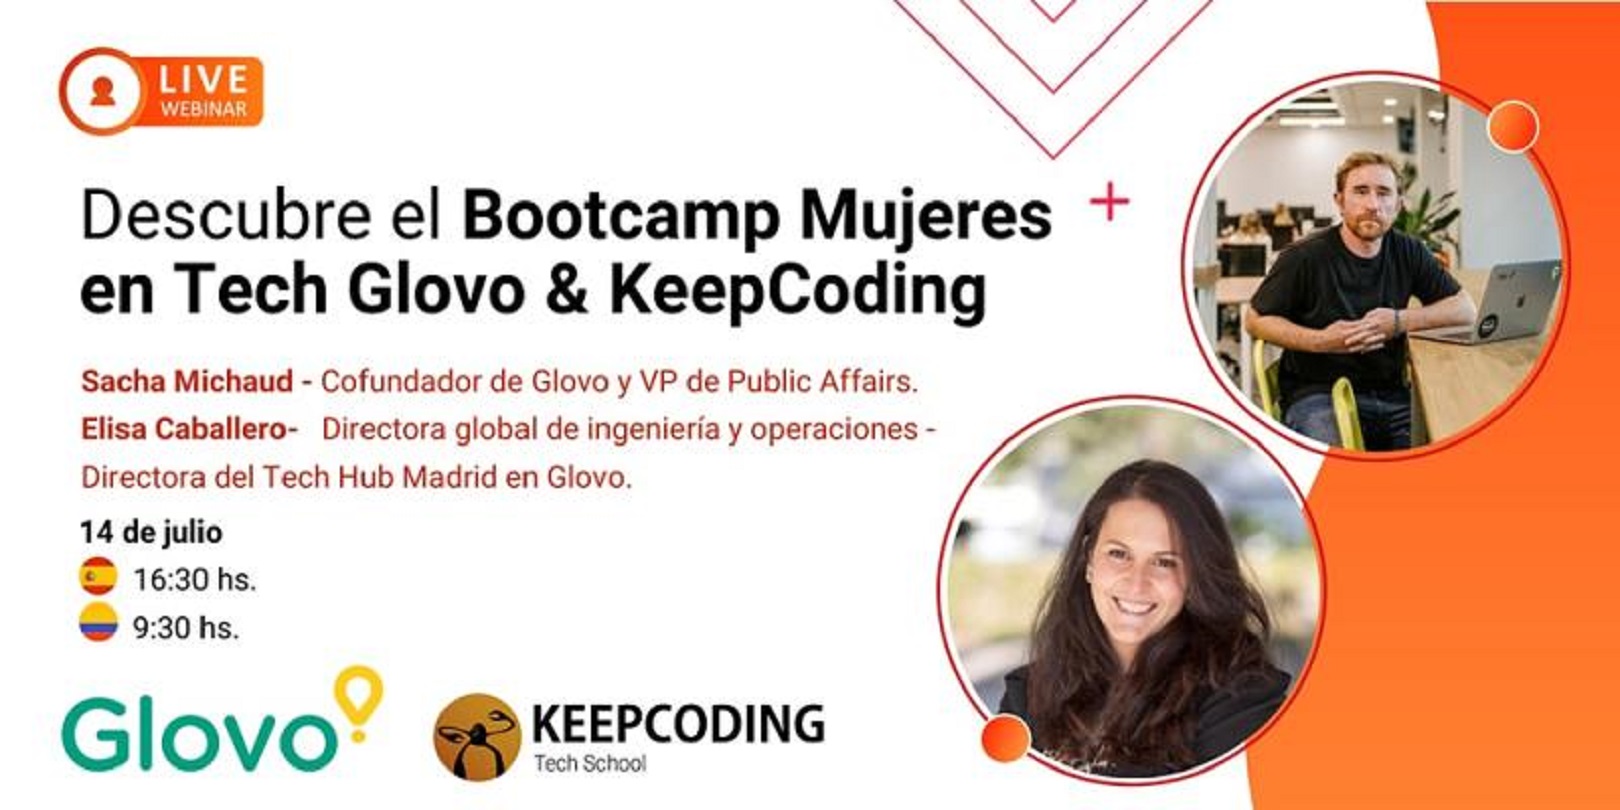 LIVE
WEBINAR
Descubre el Bootcamp Mujeres
en Tech Glovo & KeepCoding
Sacha Michaud - Cofundador de Glovo y VP de Public Affairs.
Elisa Caballero- Directora global de ingeniería y operaciones -
Directora del Tech Hub Madrid en Glovo.
14 de julio
16:30 hs.
9:30 hs.
Glovo
KEEPCODING
Tech School